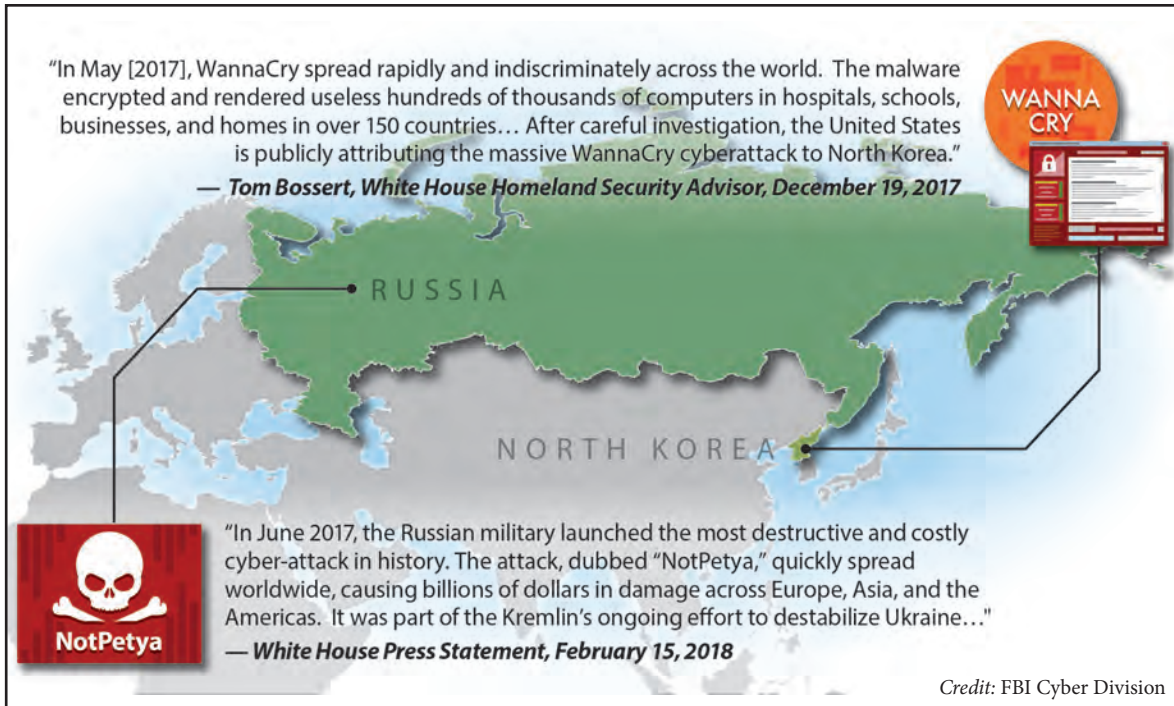 “In May [2017], WannaCry spread rapidly and indiscriminately across the world. The malware
encrypted and rendered useless hundreds of thousands of computers in hospitals, schools,
businesses, and homes in over 150 countries… After careful investigation, the United States
is publicly attributing the massive WannaCry cyberattack to North Korea.”
— Tom Bossert, White House Homeland Security Advisor, December 19, 2017
WANNA
CRY
RUSSIA
NORTH KOREA
NotPetya
“In June 2017, the Russian military launched the most destructive and costly
cyber-attack in history. The attack, dubbed “NotPetya,” quickly spread
worldwide, causing billions of dollars in damage across Europe, Asia, and the
Americas. It was part of the Kremlin’s ongoing effort to destabilize Ukraine…"
— White House Press Statement, February 15, 2018
Credit: FBI Cyber Division